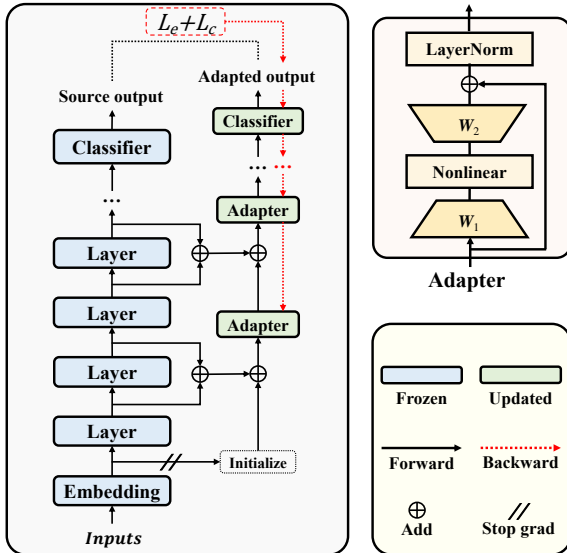 L_e+L_c
Source output
Adapted output
Classifier
Classifier
...
... ...
Adapter
Layer
Layer
Adapter
Layer
Layer
Initialize
Embedding
Inputs
LayerNorm
W_2
Nonlinear
W_1
Adapter
Frozen
Updated
Forward
Backward
Add
Stop grad